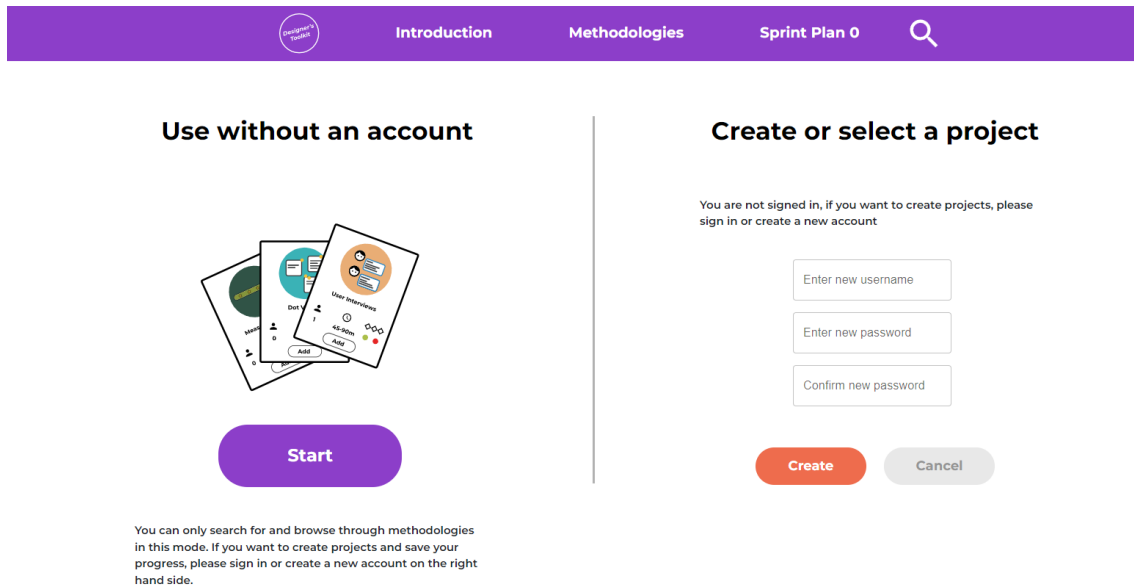 Designer's
Toolkit
Introduction
Methodologies
Sprint Plan 0
Use without an account
User Interviews
1
45-90m
Add
Dot
0
Add
0
Start
You can only search for and browse through methodologies
in this mode. If you want to create projects and save your
progress, please sign in or create a new account on the right
hand side.
Create or select a project
You are not signed in, if you want to create projects, please
sign in or create a new account
Enter new username
Enter new password
Confirm new password
Create
Cancel